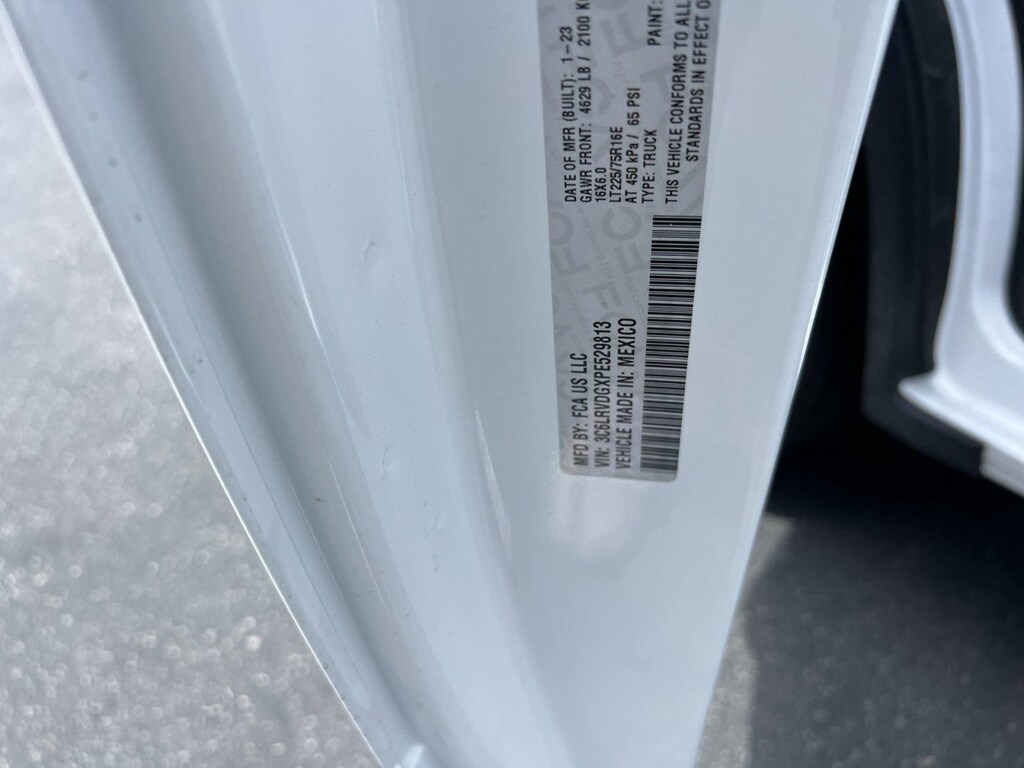 MFD BY: FCA US LLC
DATE OF MFR (BUILT): 1-23
GAWR FRONT: 4629 LB / 2100
16X6.0
LT225/75R16E
AT 450 kPa / 65 PSI
VIN: 3C6LRVDGXPE529813
TYPE: TRUCK
PAINT:
VEHICLE MADE IN: MEXICO
THIS VEHICLE CONFORMS TO ALL
STANDARDS IN EFFECT